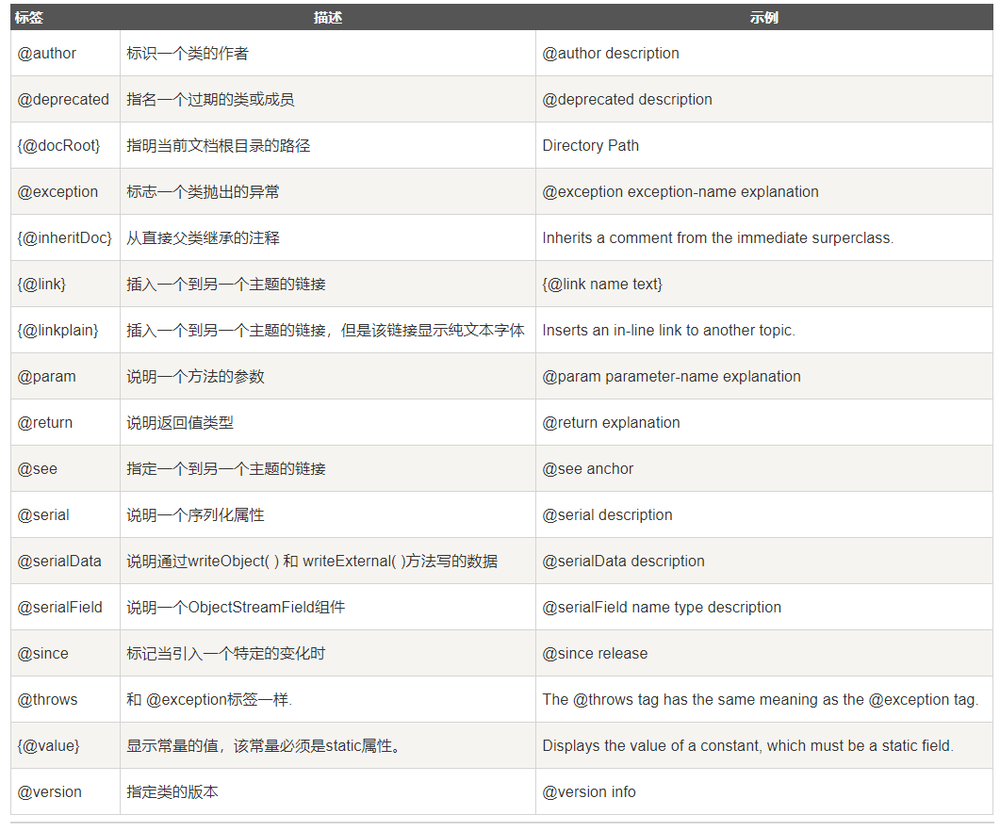 标签 描述 示例
@author 标识一个类的作者 @author description
@deprecated 指名一个过期的类或成员 @deprecated description
{@docRoot} 指明当前文档根目录的路径 Directory Path
@exception 标志一个类抛出的异常 @exception exception-name explanation
{@inheritDoc} 从直接父类继承的注释 Inherits a comment from the immediate surperclass.
{@link} 插入一个到另一个主题的链接 {@link name text}
{@linkplain} 插入一个到另一个主题的链接，但是该链接显示纯文本字体 Inserts an in-line link to another topic.
@param 说明一个方法的参数 @param parameter-name explanation
@return 说明返回值类型 @return explanation
@see 指定一个到另一个主题的链接 @see anchor
@serial 说明一个序列化属性 @serial description
@serialData 说明通过writeObject( ) 和 writeExternal( )方法写的数据 @serialData description
@serialField 说明一个ObjectStreamField组件 @serialField name type description
@since 标记当引入一个特定的变化时 @since release
@throws 和 @exception标签一样. The @throws tag has the same meaning as the @exception tag.
{@value} 显示常量的值，该常量必须是static属性。 Displays the value of a constant, which must be a static field.
@version 指定类的版本 @version info